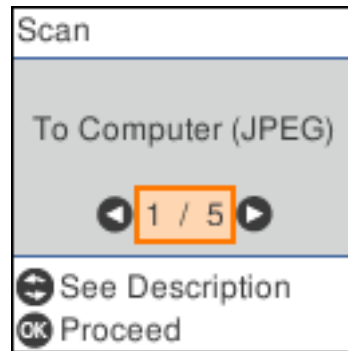 Scan
To Computer (JPEG)
1 / 5
See Description
OK Proceed